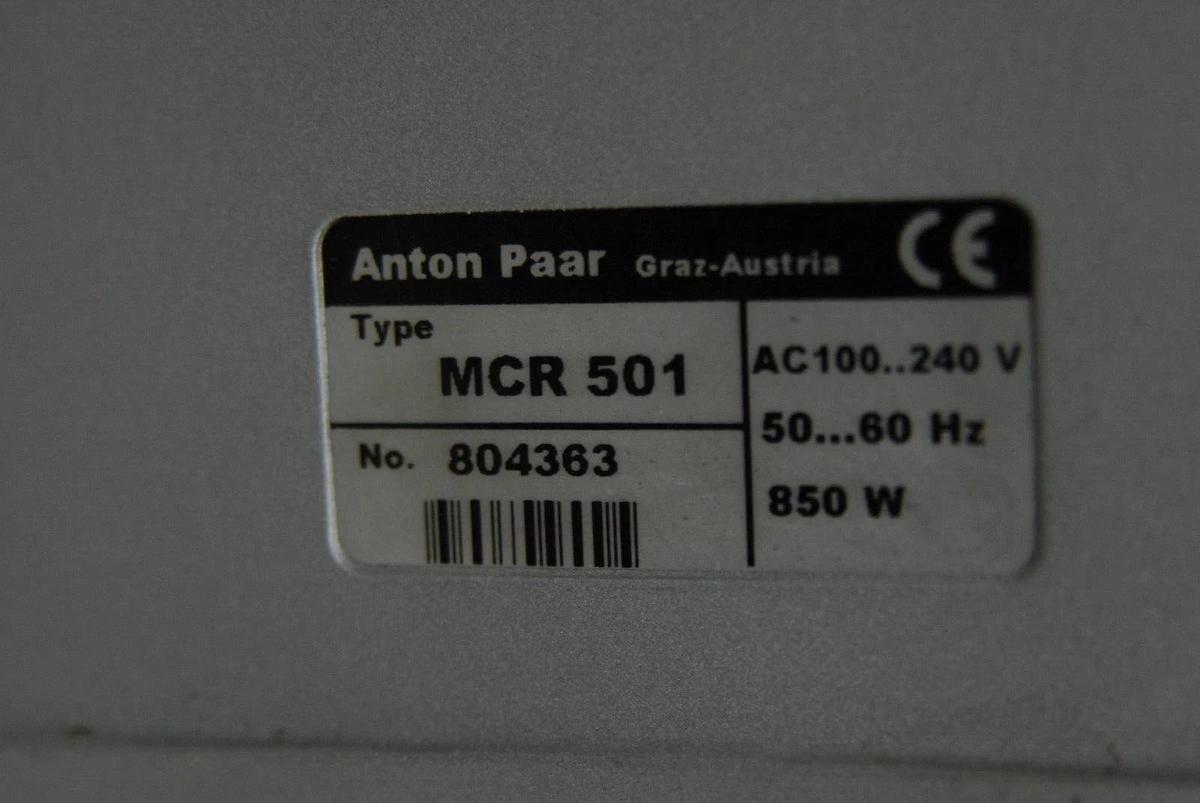 Anton Paar Graz-Austria CE
Type
MCR 501
No. 804363
AC100..240 V
50...60 Hz
850 W